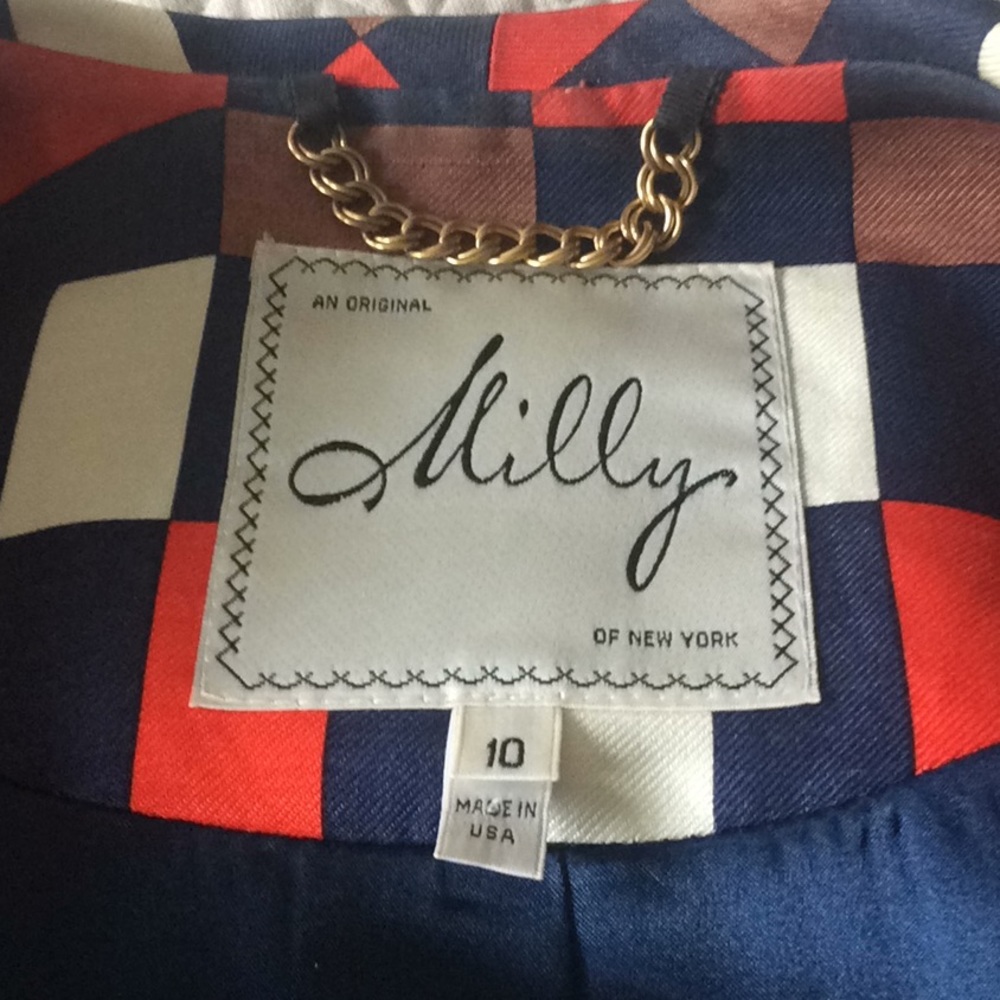 AN ORIGINAL
Milly
OF NEW YORK
10
MADE IN
USA